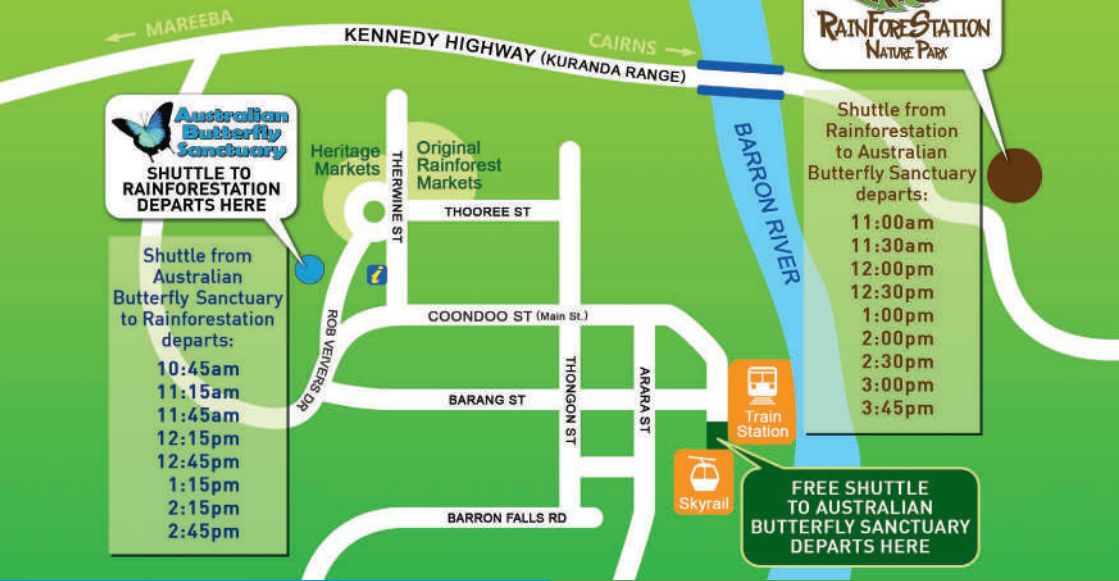 MAREEBA
KENNEDY HIGHWAY (KURANDA RANGE)
CAIRNS
RAINFORESTATION
NATURE PARK
Australian
Butterfly
Sanctuary
SHUTTLE TO
RAINFORESTATION
DEPARTS HERE
Heritage
Markets
Original
Rainforest
Markets
THERWINE ST
THOOREE ST
BARRON RIVER
Shuttle from
Rainforestation
to Australian
Butterfly Sanctuary
departs:
11:00am
11:30am
12:00pm
12:30pm
1:00pm
2:00pm
2:30pm
3:00pm
3:45pm
Shuttle from
Australian
Butterfly Sanctuary
to Rainforestation
departs:
10:45am
11:15am
11:45am
12:15pm
12:45pm
1:15pm
2:15pm
2:45pm
i
ROB VEIVERS DR
COONDOO ST (Main St.)
THONGON ST
ARARA ST
BARANG ST
Train
Station
Skyrail
BARRON FALLS RD
FREE SHUTTLE
TO AUSTRALIAN
BUTTERFLY SANCTUARY
DEPARTS HERE